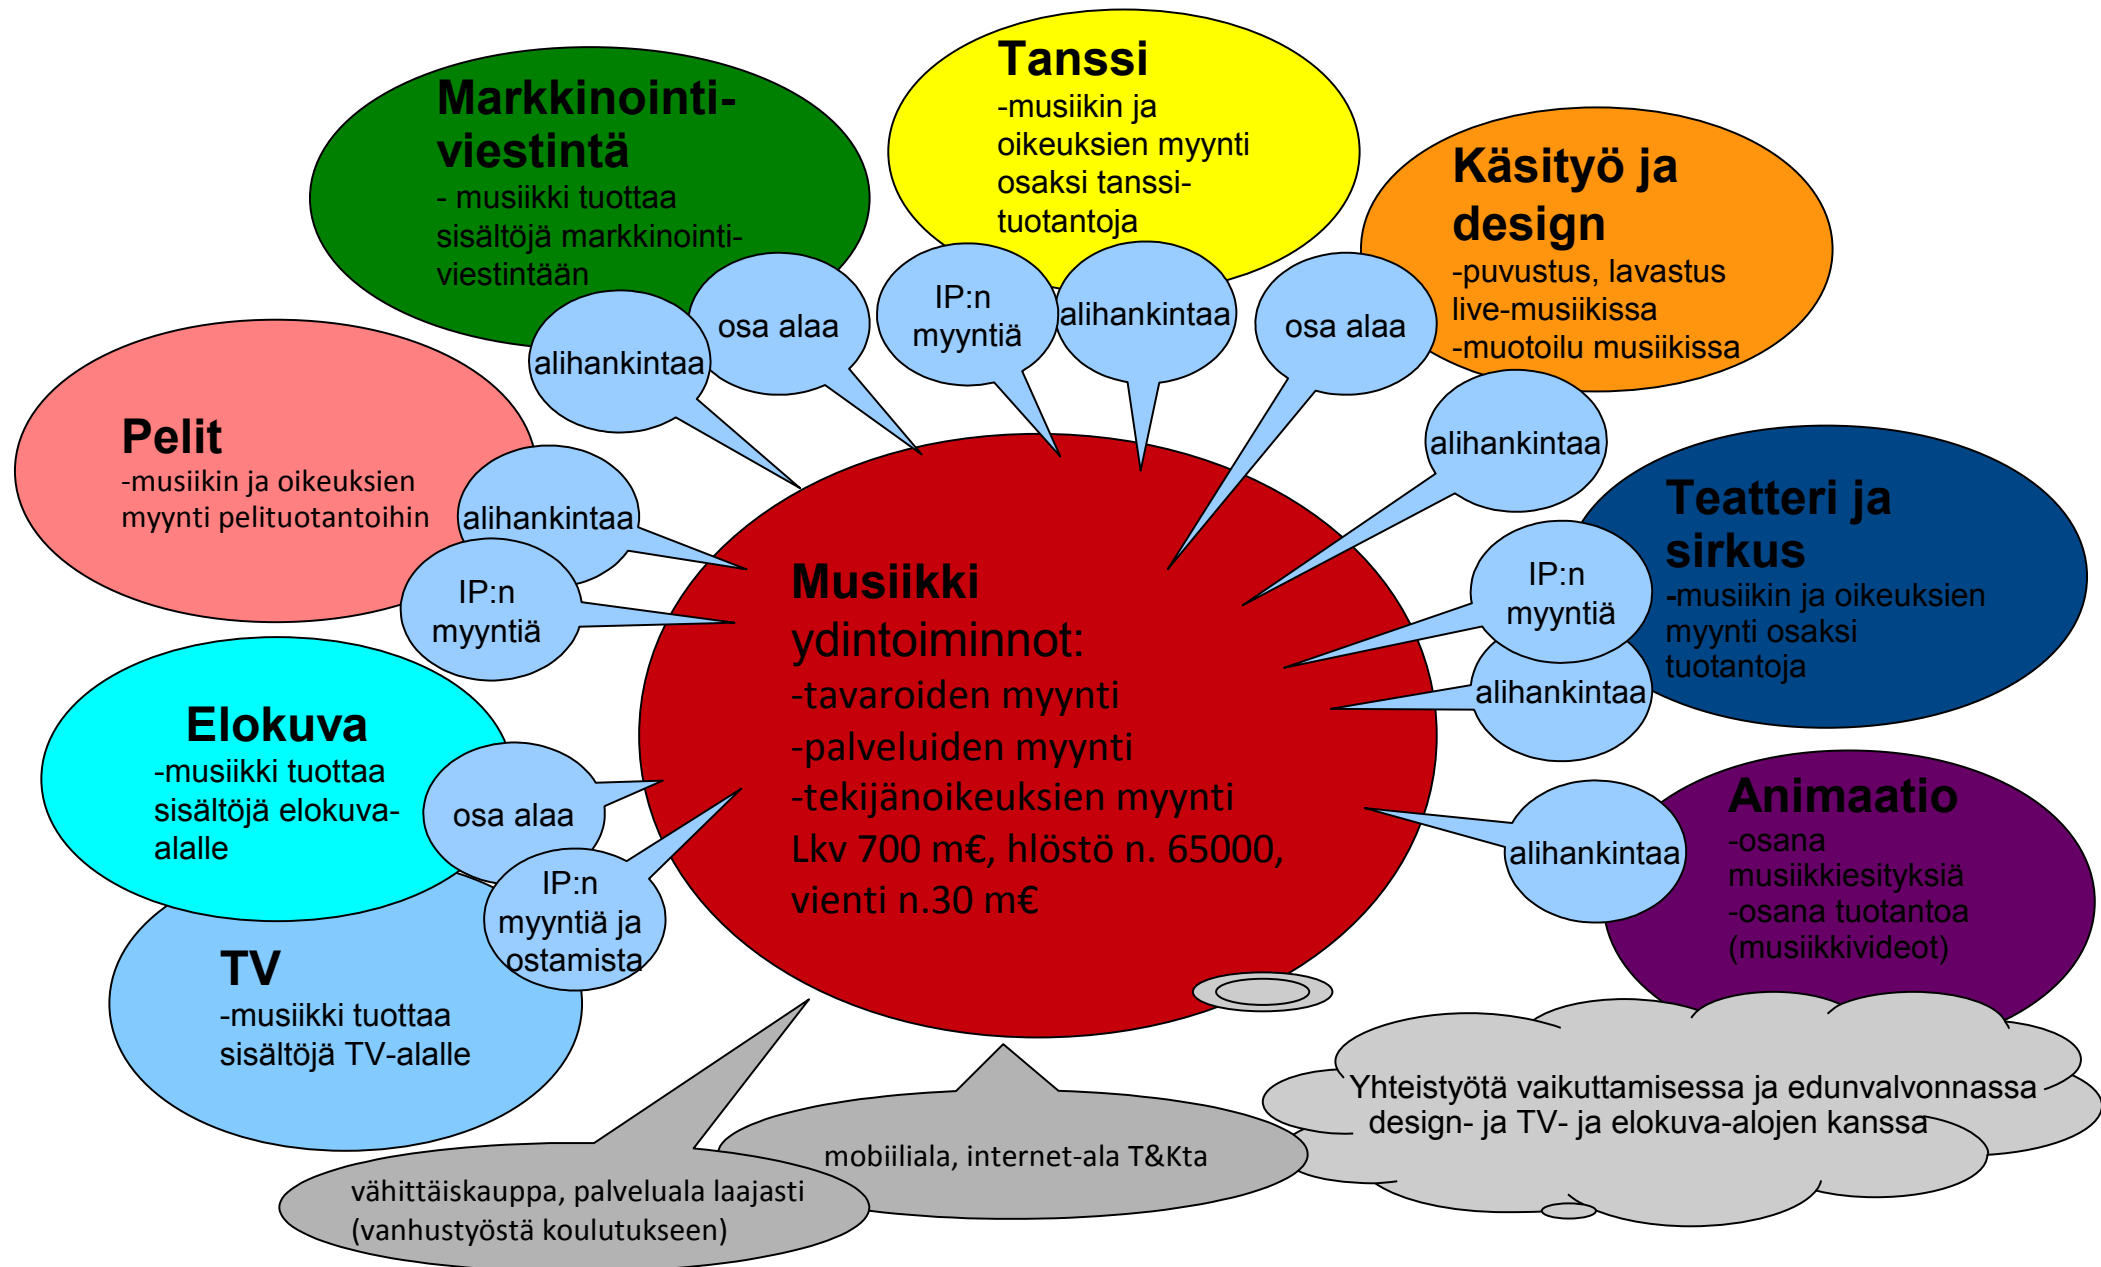 Tanssi
-musiikin ja
oikeuksien myynti
osaksi tanssi-
tuotantoja
Markkinointi-
viestintä
- musiikki tuottaa
sisältöjä markkinointi-
viestintään
Käsityö ja
design
-puvustus, lavastus
live-musiikissa
-muotoilu musiikissa
alihankintaa
osa alaa
IP:n
myyntiä
alihankintaa
osa alaa
alihankintaa
Pelit
-musiikin ja oikeuksien
myynti pelituotantoihin
alihankintaa
IP:n
myyntiä
Teatteri ja
sirkus
-musiikin ja oikeuksien
myynti osaksi
tuotantoja
IP:n
myyntiä
alihankintaa
Musiikki
ydintoiminnot:
-tavaroiden myynti
-palveluiden myynti
-tekijänoikeuksien myynti
Lkv 700 m€, hlöstö n. 65000,
vienti n.30 m€
Elokuva
-musiikki tuottaa
sisältöjä elokuva-
alalle
osa alaa
IP:n
myyntiä ja
ostamista
Animaatio
-osana
musiikkiesityksiä
-osana tuotantoa
(musiikkivideot)
alihankintaa
TV
-musiikki tuottaa
sisältöjä TV-alalle
Yhteistyötä vaikuttamisessa ja edunvalvonnassa
design- ja TV- ja elokuva-alojen kanssa
mobiiliala, internet-ala T&Kta
vähittäiskauppa, palveluala laajasti
(vanhustyöstä koulutukseen)